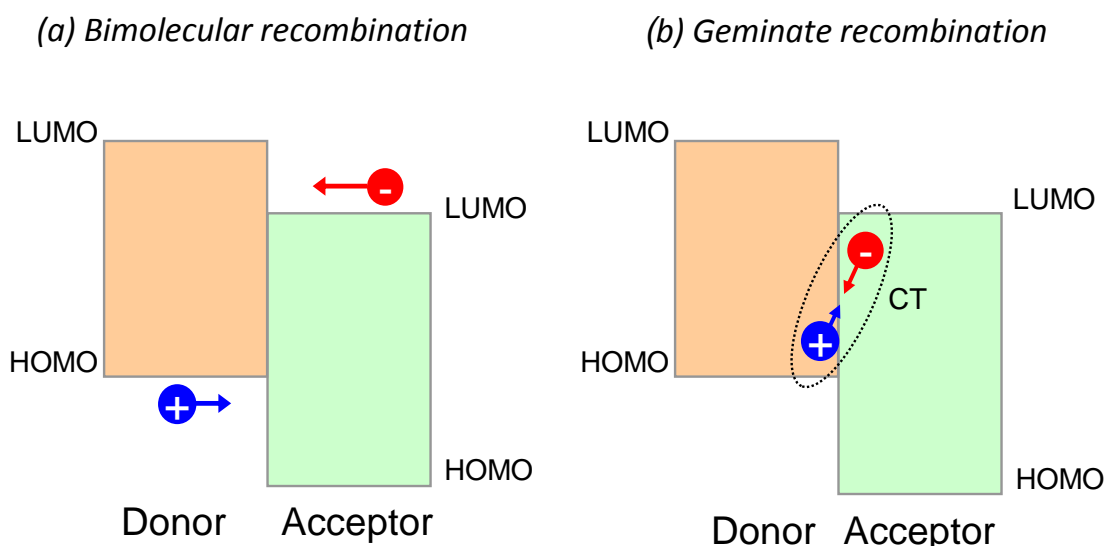 (a) Bimolecular recombination
(b) Geminate recombination
LUMO
-
LUMO
HOMO
+
HOMO
Donor Acceptor
LUMO
LUMO
-
CT
+
HOMO
HOMO
Donor Acceptor